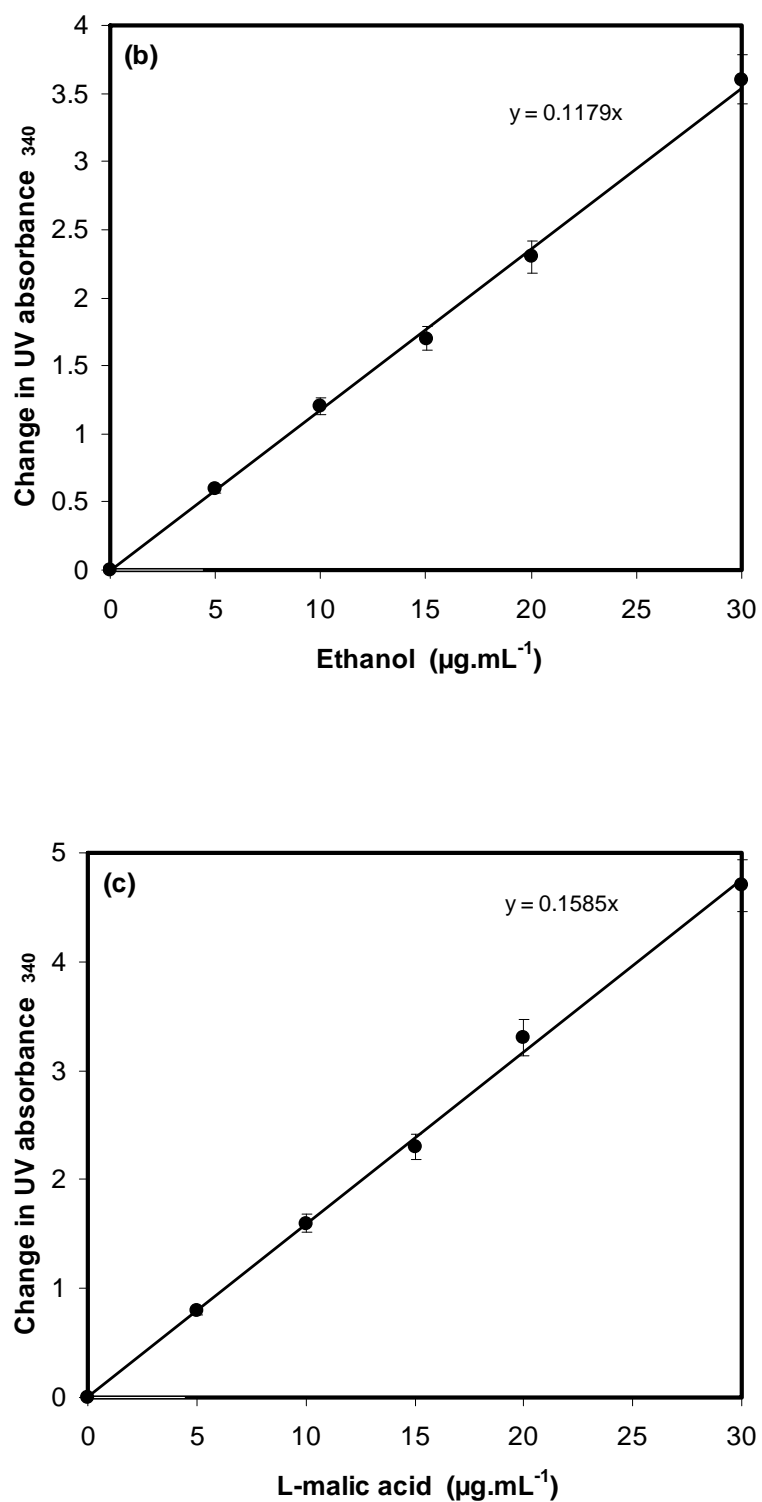 (b)
y = 0.1179x
Change in UV absorbance 340
4
3.5
3
2.5
2
1.5
1
0.5
0
0 5 10 15 20 25 30
Ethanol (µg.mL-1)
(c)
y = 0.1585x
Change in UV absorbance 340
5
4
3
2
1
0
0 5 10 15 20 25 30
L-malic acid (µg.mL-1)